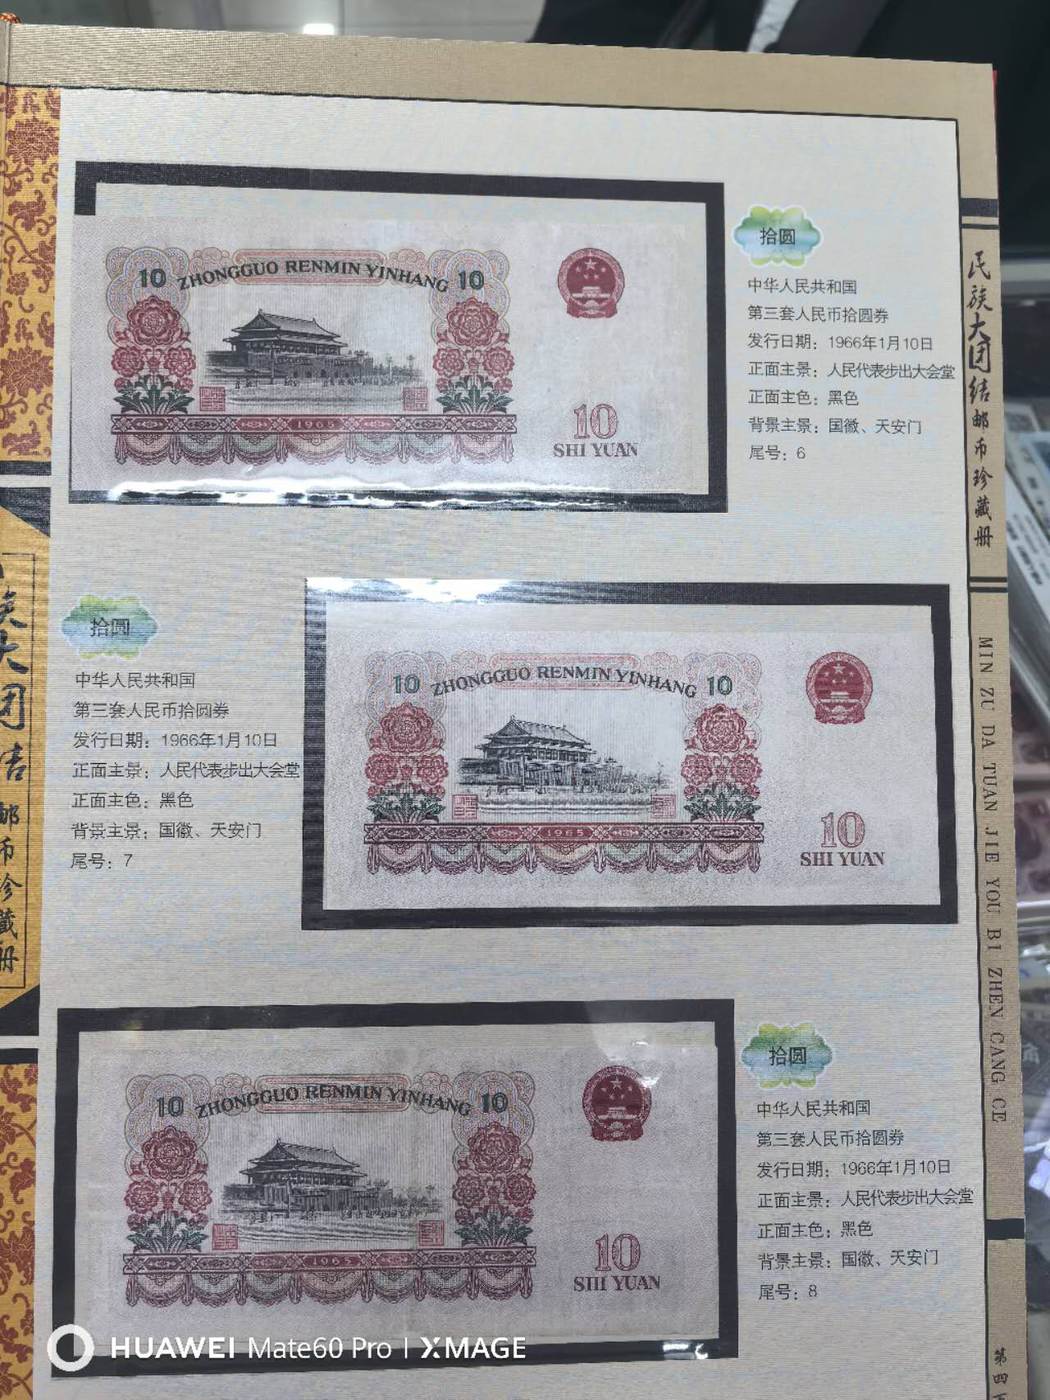 10 ZHONGGUO RENMIN YINHANG 10
1965
10
SHI YUAN
拾圆
中华人民共和国
第三套人民币拾圆券
发行日期：1966年1月10日
正面主景：人民代表步出大会堂
正面主色：黑色
背景主景：国徽、天安门
尾号：6
拾圆
中华人民共和国
第三套人民币拾圆券
发行日期：1966年1月10日
正面主景：人民代表步出大会堂
正面主色：黑色
背景主景：国徽、天安门
尾号：7
10 ZHONGGUO RENMIN YINHANG 10
1965
10
SHI YUAN
10 ZHONGGUO RENMIN YINHANG 10
1965
10
SHI YUAN
拾圆
中华人民共和国
第三套人民币拾圆券
发行日期：1966年1月10日
正面主景：人民代表步出大会堂
正面主色：黑色
背景主景：国徽、天安门
尾号：8
民族大团结邮币珍藏册
MIN ZU DA TUAN JIE YOU BI ZHEN CANG CE
第四
族大团结邮币珍藏册
HUAWEI Mate60 Pro | XMAGE